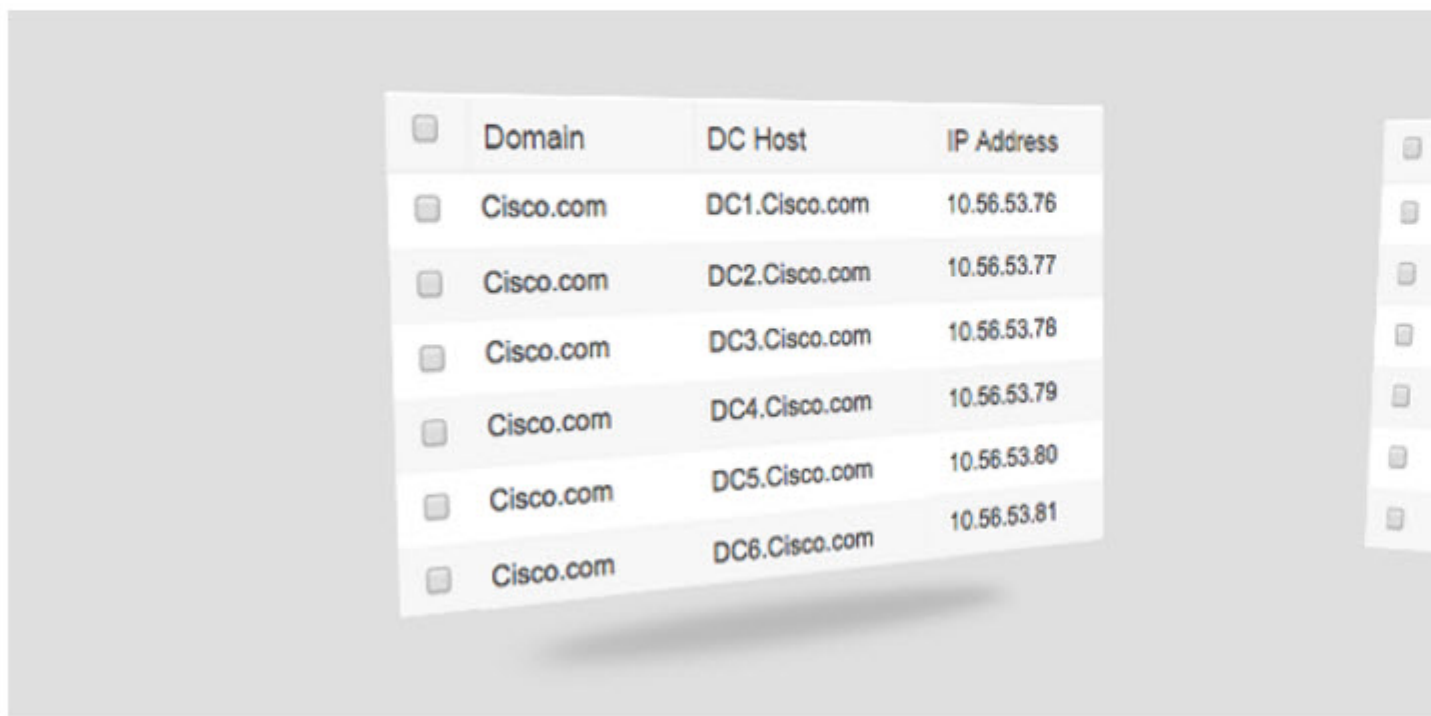 Domain DC Host IP Address
Cisco.com DC1.Cisco.com 10.56.53.76
Cisco.com DC2.Cisco.com 10.56.53.77
Cisco.com DC3.Cisco.com 10.56.53.78
Cisco.com DC4.Cisco.com 10.56.53.79
Cisco.com DC5.Cisco.com 10.56.53.80
Cisco.com DC6.Cisco.com 10.56.53.81